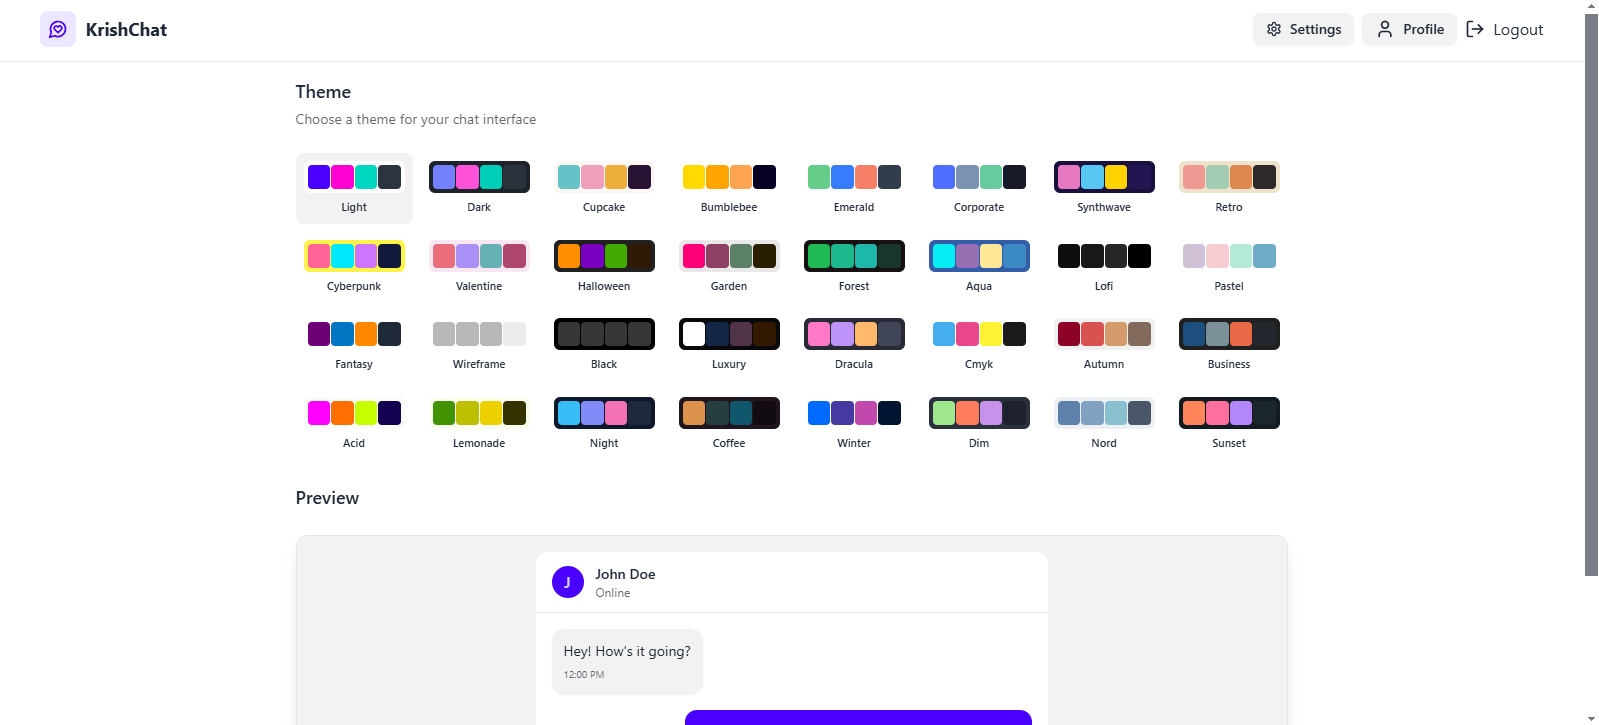 KrishChat
Settings
Profile
Logout
Theme
Choose a theme for your chat interface
Light
Dark
Cupcake
Bumblebee
Emerald
Corporate
Synthwave
Retro
Cyberpunk
Valentine
Halloween
Garden
Forest
Aqua
Lofi
Pastel
Fantasy
Wireframe
Black
Luxury
Dracula
Cmyk
Autumn
Business
Acid
Lemonade
Night
Coffee
Winter
Dim
Nord
Sunset
Preview
J
John Doe
Online
Hey! How's it going?
12:00 PM